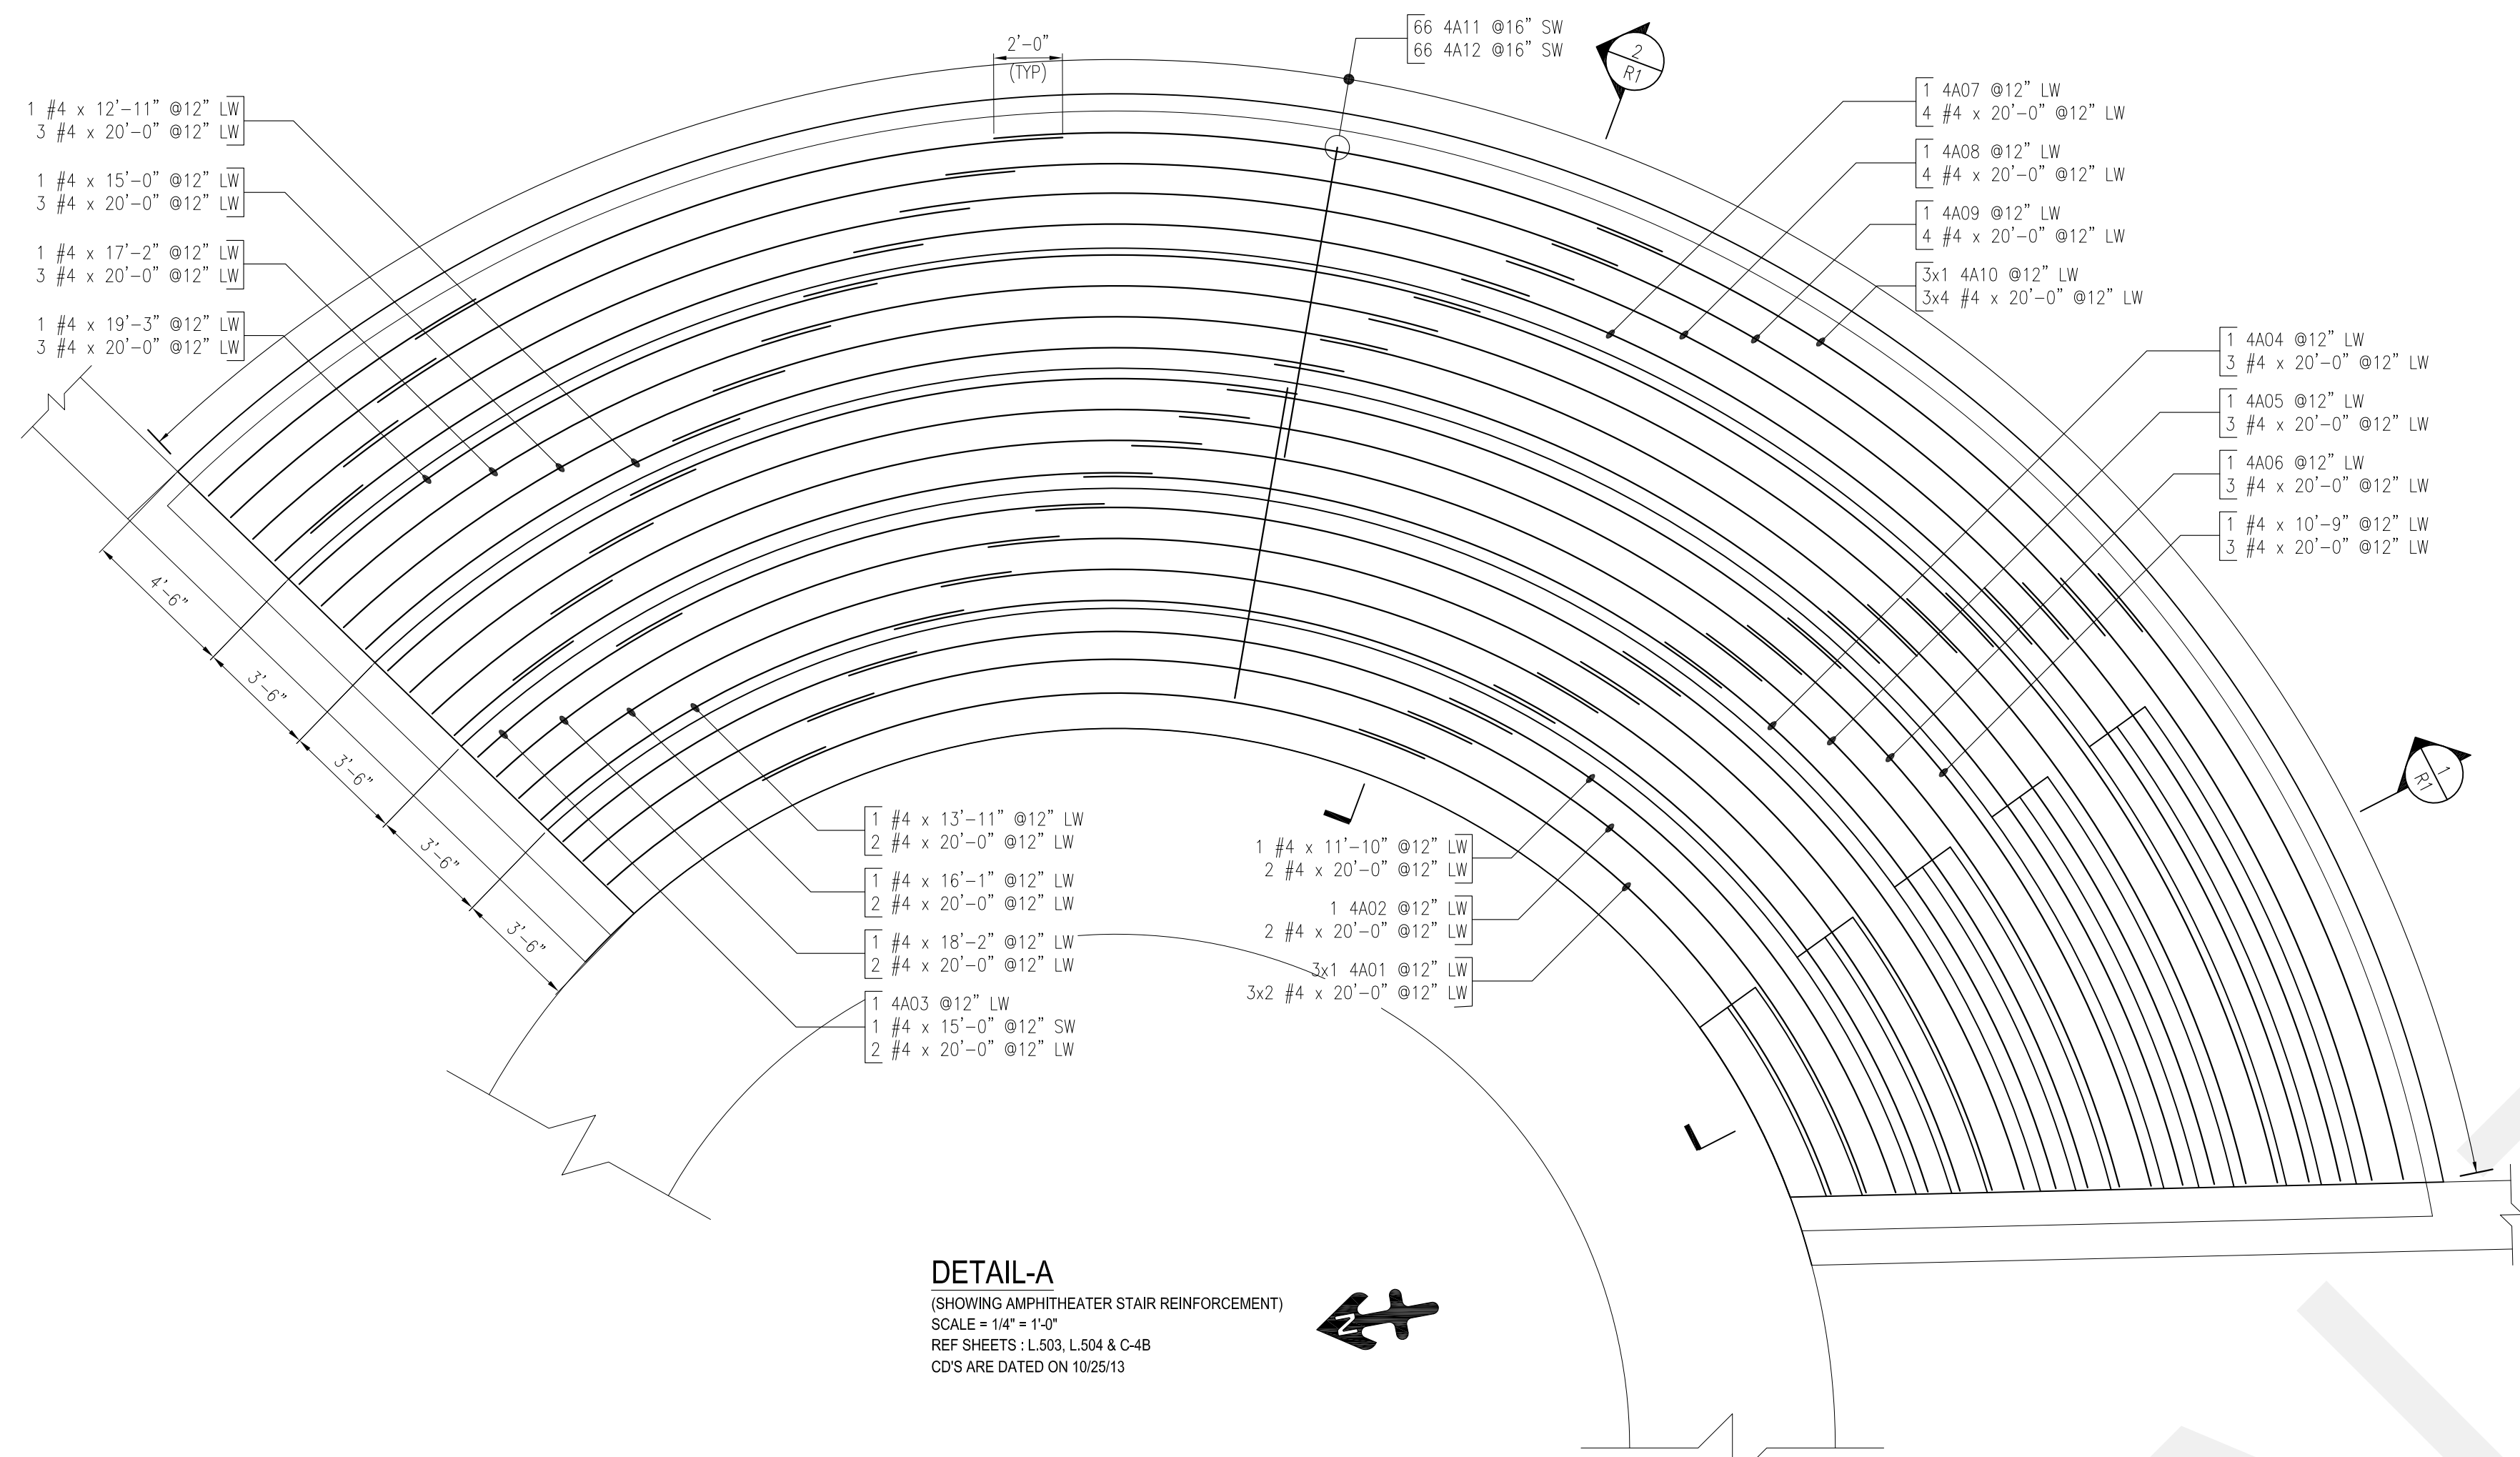 66 4A11 @16” SW
66 4A12 @16” SW
2
R1
2’-0”
(TYP)
1 #4 x 12’-11” @12” LW
3 #4 x 20’-0” @12” LW
1 #4 x 15’-0” @12” LW
3 #4 x 20’-0” @12” LW
1 #4 x 17’-2” @12” LW
3 #4 x 20’-0” @12” LW
1 #4 x 19’-3” @12” LW
3 #4 x 20’-0” @12” LW
1 4A07 @12” LW
4 #4 x 20’-0” @12” LW
1 4A08 @12” LW
4 #4 x 20’-0” @12” LW
1 4A09 @12” LW
4 #4 x 20’-0” @12” LW
3x1 4A10 @12” LW
3x4 #4 x 20’-0” @12” LW
1 4A04 @12” LW
3 #4 x 20’-0” @12” LW
1 4A05 @12” LW
3 #4 x 20’-0” @12” LW
1 4A06 @12” LW
3 #4 x 20’-0” @12” LW
1 #4 x 10’-9” @12” LW
3 #4 x 20’-0” @12” LW
4’-6”
3’-6”
3’-6”
3’-6”
3’-6”
1
R1
1 #4 x 13’-11” @12” LW
2 #4 x 20’-0” @12” LW
1 #4 x 16’-1” @12” LW
2 #4 x 20’-0” @12” LW
1 #4 x 18’-2” @12” LW
2 #4 x 20’-0” @12” LW
1 4A03 @12” LW
1 #4 x 15’-0” @12” SW
2 #4 x 20’-0” @12” LW
1 #4 x 11’-10” @12” LW
2 #4 x 20’-0” @12” LW
1 4A02 @12” LW
2 #4 x 20’-0” @12” LW
3x1 4A01 @12” LW
3x2 #4 x 20’-0” @12” LW
DETAIL-A
(SHOWING AMPHITHEATER STAIR REINFORCEMENT)
SCALE = 1/4" = 1'-0"
REF SHEETS : L.503, L.504 & C-4B
CD'S ARE DATED ON 10/25/13
N